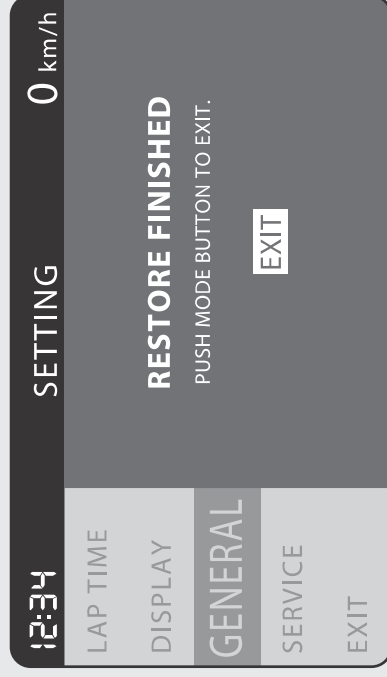 12:34 SETTING 0 km/h
LAP TIME
DISPLAY
GENERAL
SERVICE
EXIT
RESTORE FINISHED
PUSH MODE BUTTON TO EXIT.
EXIT